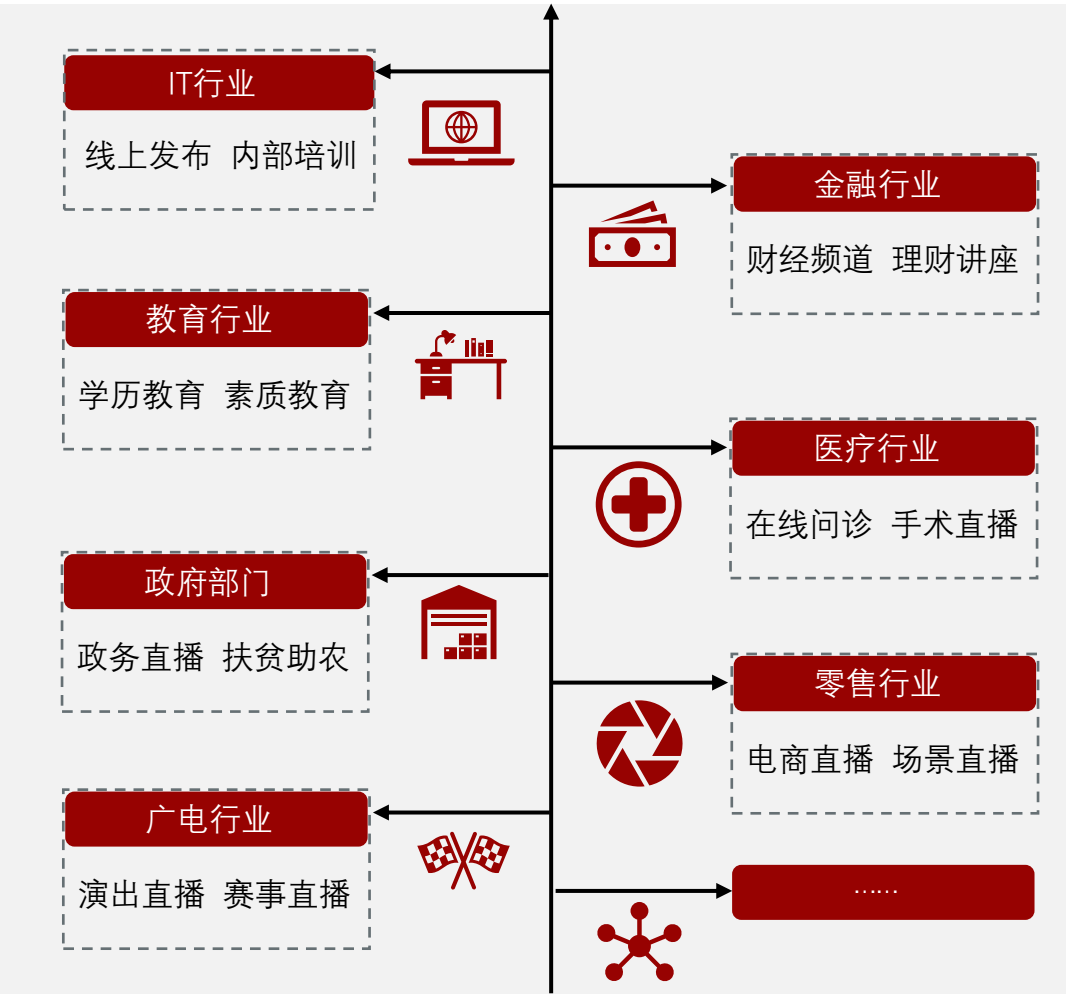 IT行业
线上发布 内部培训
金融行业
财经频道 理财讲座
教育行业
学历教育 素质教育
医疗行业
在线问诊 手术直播
政府部门
政务直播 扶贫助农
零售行业
电商直播 场景直播
广电行业
演出直播 赛事直播
……